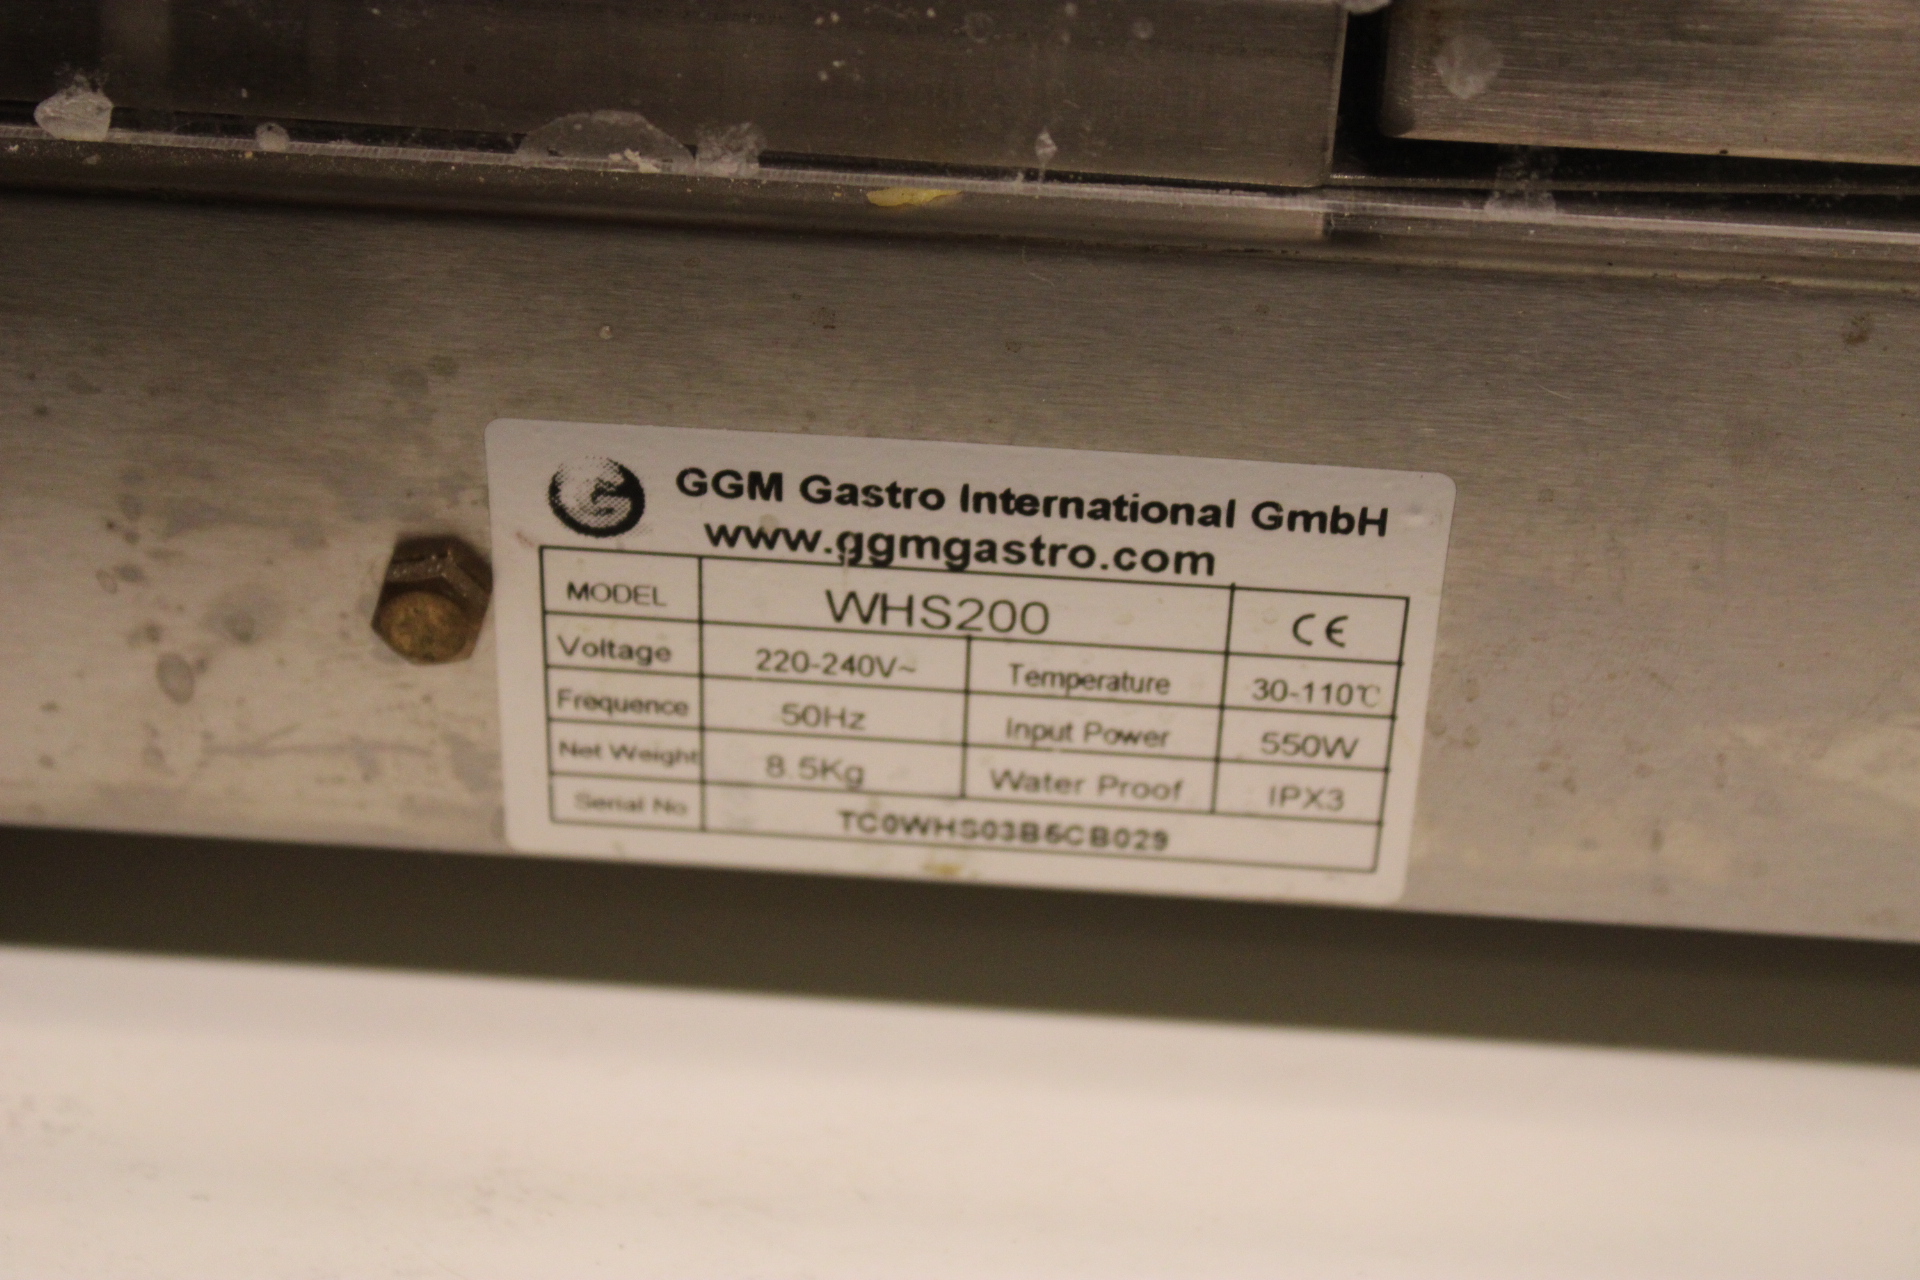 GGM Gastro International GmbH
www.ggmgastro.com
MODEL WHS200 CE
Voltage 220-240V~ Temperature 30-110℃
Frequence 50Hz Input Power 550W
Net Weight 8.5Kg Water Proof IPX3
Serial No TC0WHS03B5CB029